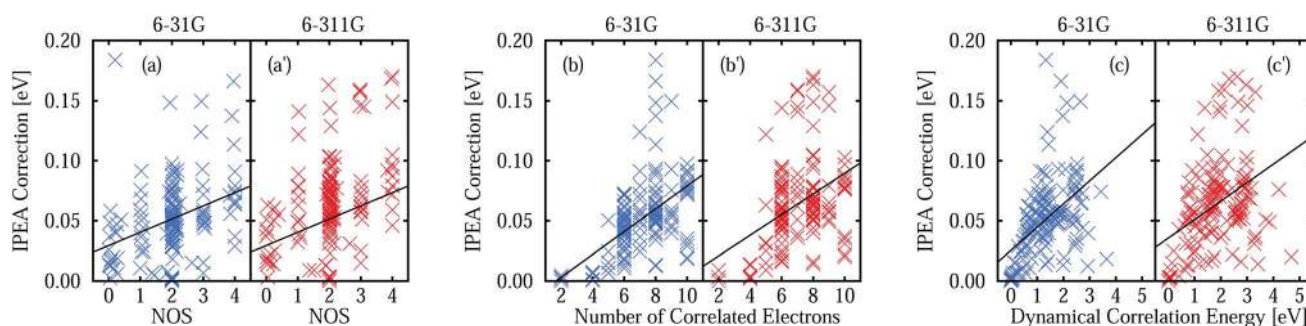 6-31G 6-311G
(a) (a')
IPEA Correction [eV]
0.20
0.15
0.10
0.05
0.00
0 1 2 3 4 0 1 2 3 4
NOS NOS
6-31G 6-311G
(b) (b')
IPEA Correction [eV]
0.20
0.15
0.10
0.05
0.00
2 4 6 8 10 2 4 6 8 10
Number of Correlated Electrons
6-31G 6-311G
(c) (c')
IPEA Correction [eV]
0.20
0.15
0.10
0.05
0.00
0 1 2 3 4 5 0 1 2 3 4 5
Dynamical Correlation Energy [eV]